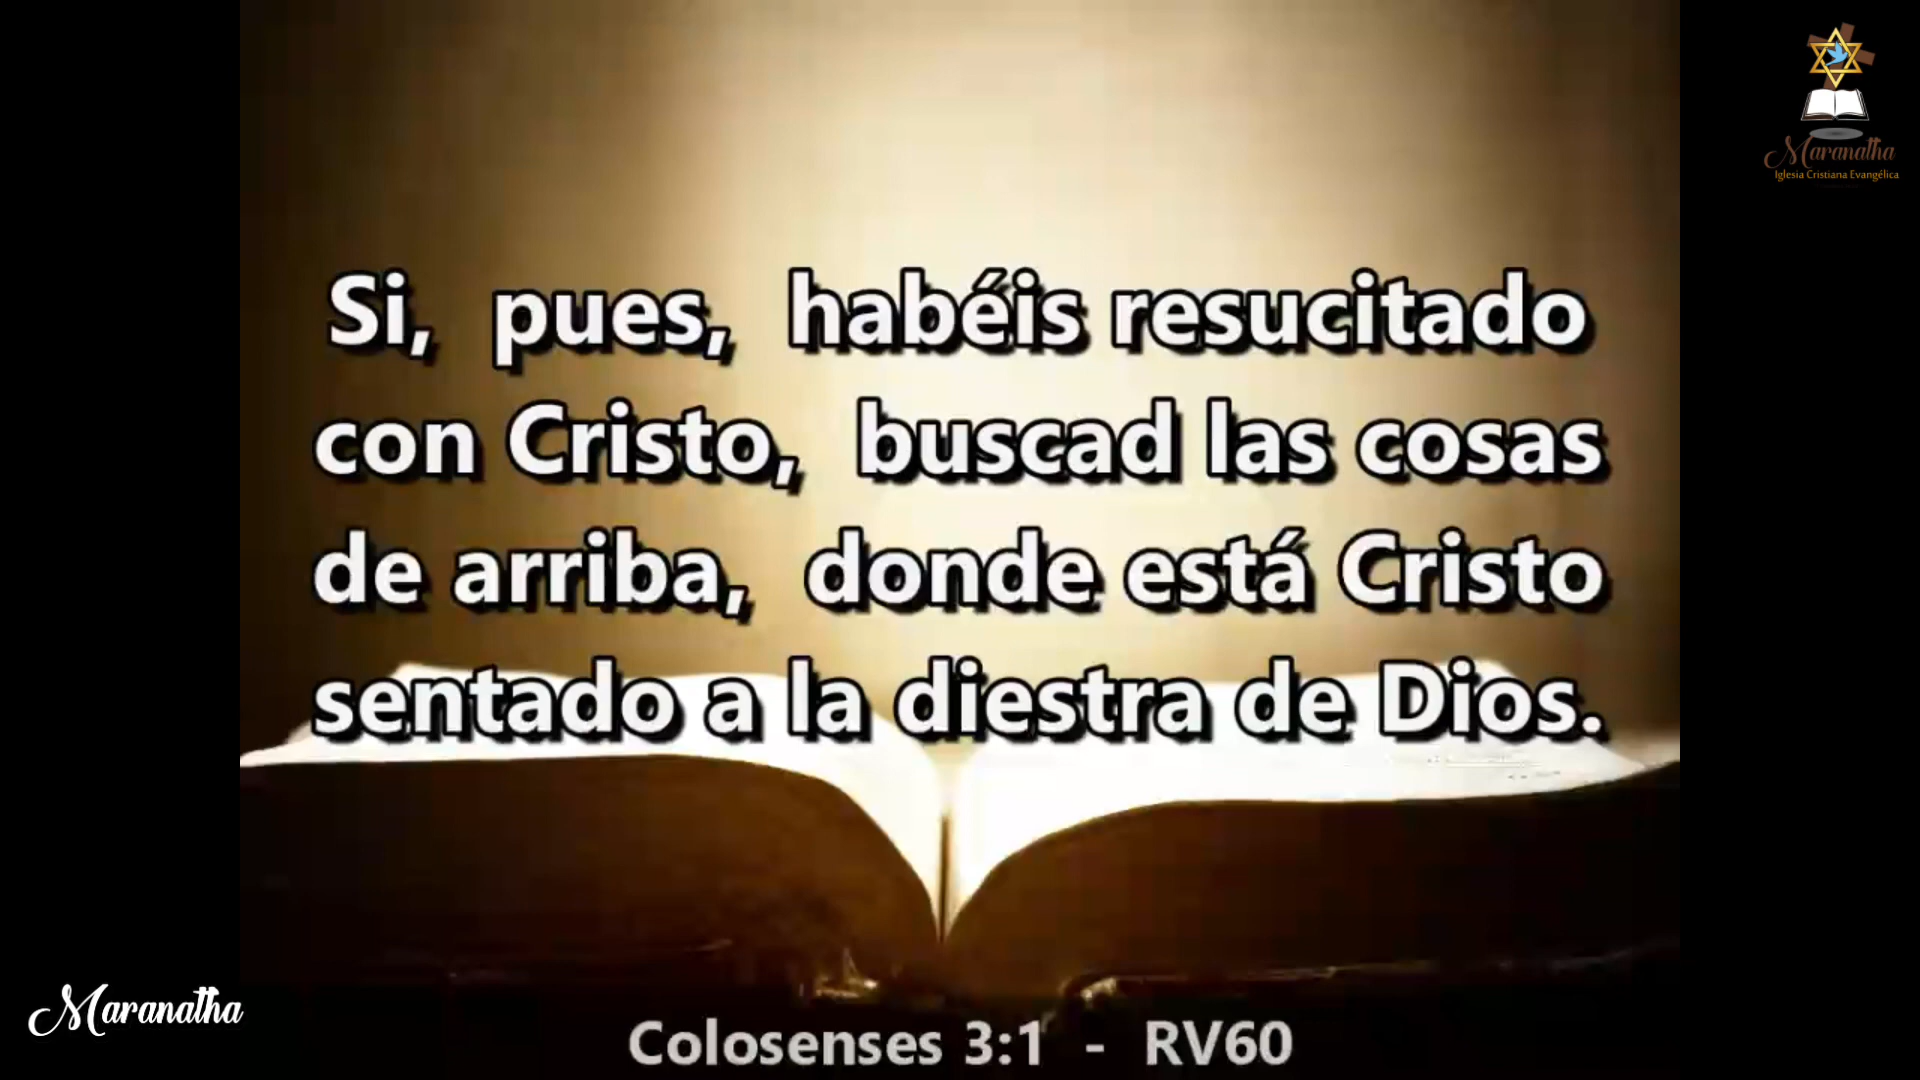 Maranatha
Iglesia Cristiana Evangélica
Si, pues, habéis resucitado
con Cristo, buscad las cosas
de arriba, donde está Cristo
sentado a la diestra de Dios.
Maranatha
Colosenses 3:1 - RV60